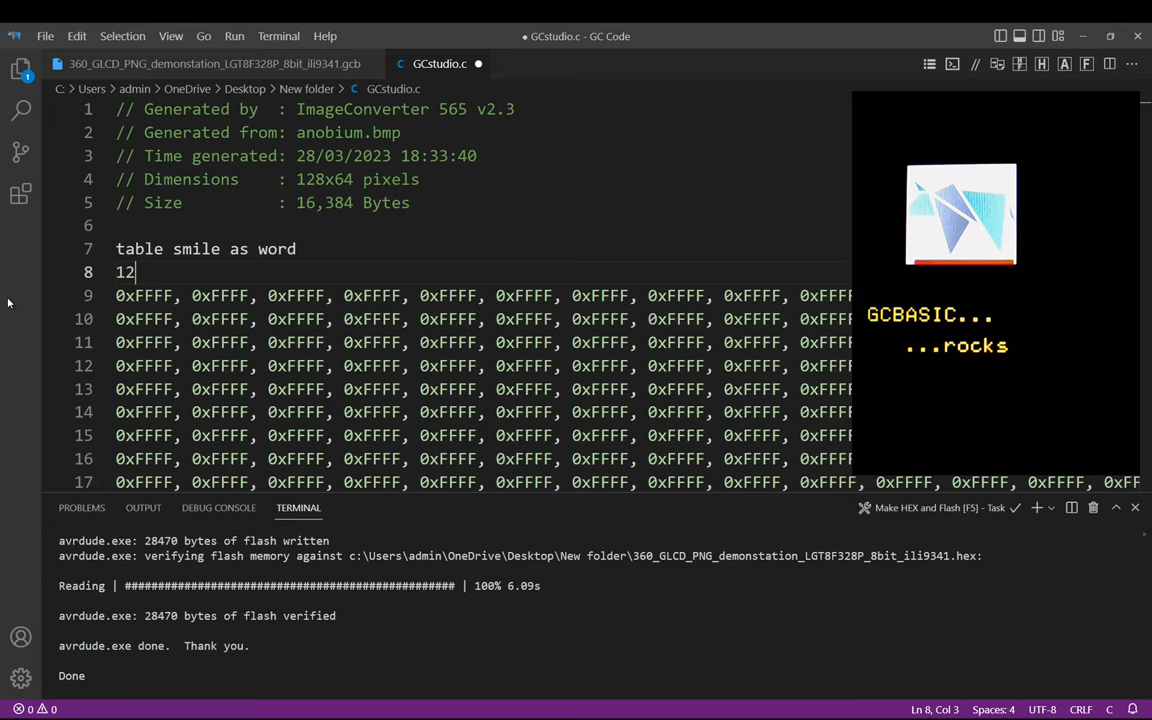 File Edit Selection View Go Run Terminal Help ● GCstudio.c - GC Code
360_GLCD_PNG_demonstation_LGT8F328P_8bit_ili9341.gcb C GCstudio.c ●
C: > Users > admin > OneDrive > Desktop > New folder > C GCstudio.c
1 // Generated by : ImageConverter 565 v2.3
2 // Generated from: anobium.bmp
3 // Time generated: 28/03/2023 18:33:40
4 // Dimensions : 128x64 pixels
5 // Size : 16,384 Bytes
6
7 table smile as word
8 12
9 0xFFFF, 0xFFFF, 0xFFFF, 0xFFFF, 0xFFFF, 0xFFFF, 0xFFFF, 0xFFFF, 0xFFFF, 0xFF
10 0xFFFF, 0xFFFF, 0xFFFF, 0xFFFF, 0xFFFF, 0xFFFF, 0xFFFF, 0xFFFF, 0xFFFF, 0xFF
11 0xFFFF, 0xFFFF, 0xFFFF, 0xFFFF, 0xFFFF, 0xFFFF, 0xFFFF, 0xFFFF, 0xFFFF, 0xFF
12 0xFFFF, 0xFFFF, 0xFFFF, 0xFFFF, 0xFFFF, 0xFFFF, 0xFFFF, 0xFFFF, 0xFFFF, 0xFF
13 0xFFFF, 0xFFFF, 0xFFFF, 0xFFFF, 0xFFFF, 0xFFFF, 0xFFFF, 0xFFFF, 0xFFFF, 0xFF
14 0xFFFF, 0xFFFF, 0xFFFF, 0xFFFF, 0xFFFF, 0xFFFF, 0xFFFF, 0xFFFF, 0xFFFF, 0xFF
15 0xFFFF, 0xFFFF, 0xFFFF, 0xFFFF, 0xFFFF, 0xFFFF, 0xFFFF, 0xFFFF, 0xFFFF, 0xFF
16 0xFFFF, 0xFFFF, 0xFFFF, 0xFFFF, 0xFFFF, 0xFFFF, 0xFFFF, 0xFFFF, 0xFFFF, 0xFF
17 0xFFFF, 0xFFFF, 0xFFFF, 0xFFFF, 0xFFFF, 0xFFFF, 0xFFFF, 0xFFFF, 0xFFFF, 0xFFFF, 0xFFFF, 0xFFFF, 0xFFFF, 0xFF
GCBASIC...
...rocks
PROBLEMS OUTPUT DEBUG CONSOLE TERMINAL Make HEX and Flash [F5] - Task
avrdude.exe: 28470 bytes of flash written
avrdude.exe: verifying flash memory against c:\Users\admin\OneDrive\Desktop\New folder\360_GLCD_PNG_demonstation_LGT8F328P_8bit_ili9341.hex:
Reading | ################################################## | 100% 6.09s
avrdude.exe: 28470 bytes of flash verified
avrdude.exe done. Thank you.
Done
0 0 Ln 8, Col 3 Spaces: 4 UTF-8 CRLF C